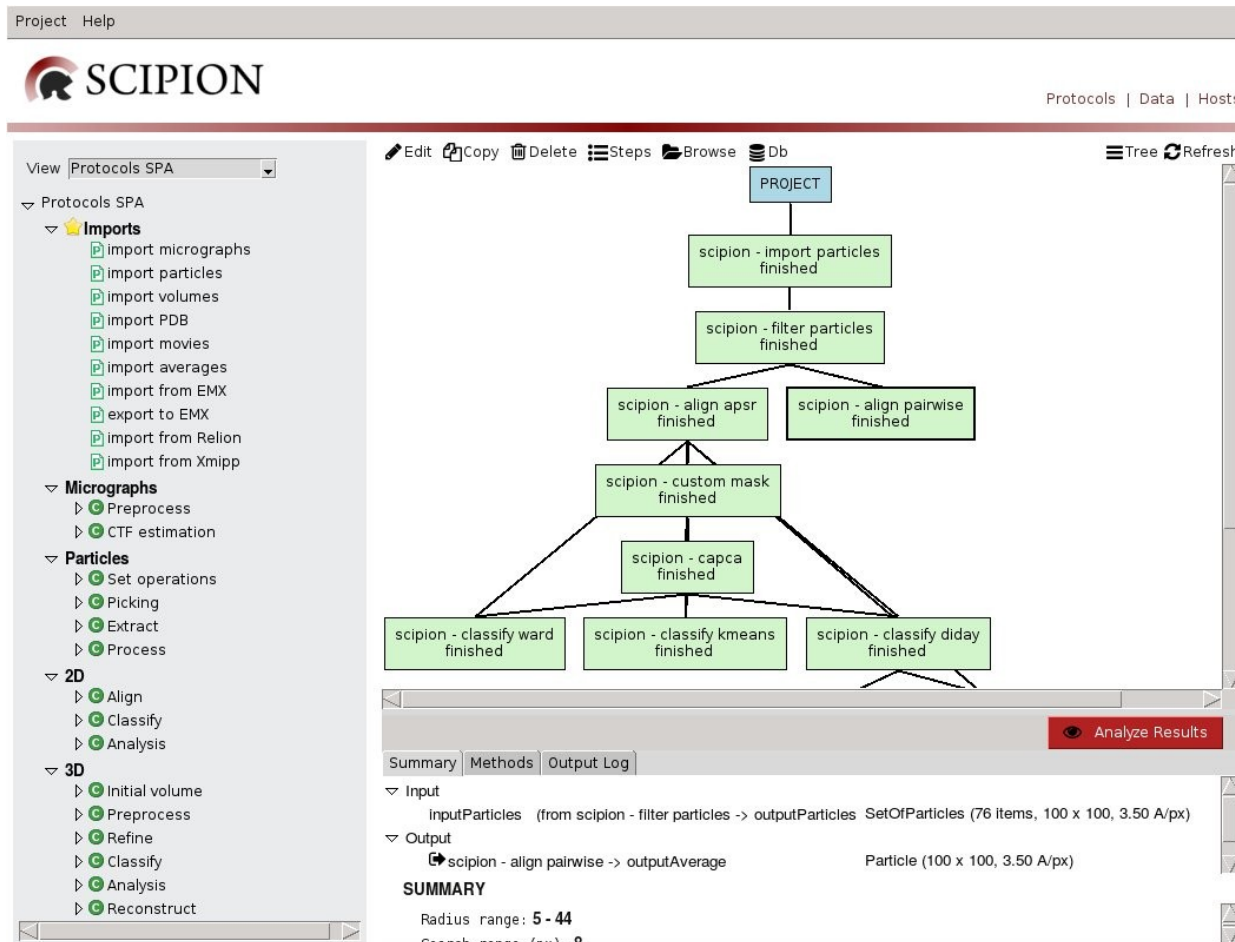 Project Help
SCIPION
Protocols | Data | Hosts
View Protocols SPA
Protocols SPA
Imports
import micrographs
import particles
import volumes
import PDB
import movies
import averages
import from EMX
export to EMX
import from Relion
import from Xmipp
Micrographs
Preprocess
CTF estimation
Particles
Set operations
Picking
Extract
Process
2D
Align
Classify
Analysis
3D
Initial volume
Preprocess
Refine
Classify
Analysis
Reconstruct
Edit Copy Delete Steps Browse Db
Tree Refresh
PROJECT
scipion - import particles
finished
scipion - filter particles
finished
scipion - align apsr
finished
scipion - align pairwise
finished
scipion - custom mask
finished
scipion - capca
finished
scipion - classify ward
finished
scipion - classify kmeans
finished
scipion - classify diday
finished
Analyze Results
Summary Methods Output Log
Input
inputParticles (from scipion - filter particles -> outputParticles SetOfParticles (76 items, 100 x 100, 3.50 A/px)
Output
scipion - align pairwise -> outputAverage Particle (100 x 100, 3.50 A/px)
SUMMARY
Radius range: 5 - 44
Search range (px): 8